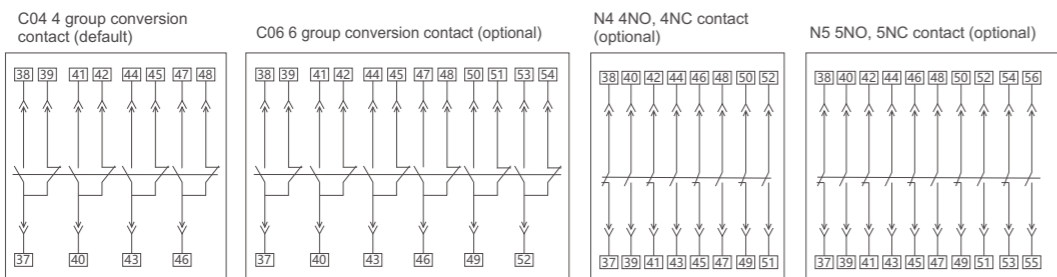 C04 4 group conversion
contact (default)
38 39 41 42 44 45 47 48
37 40 43 46
C06 6 group conversion contact (optional)
38 39 41 42 44 45 47 48 50 51 53 54
37 40 43 46 49 52
N4 4NO, 4NC contact
(optional)
38 40 42 44 46 48 50 52
37 39 41 43 45 47 49 51
N5 5NO, 5NC contact (optional)
38 40 42 44 46 48 50 52 54 56
37 39 41 43 45 47 49 51 53 55